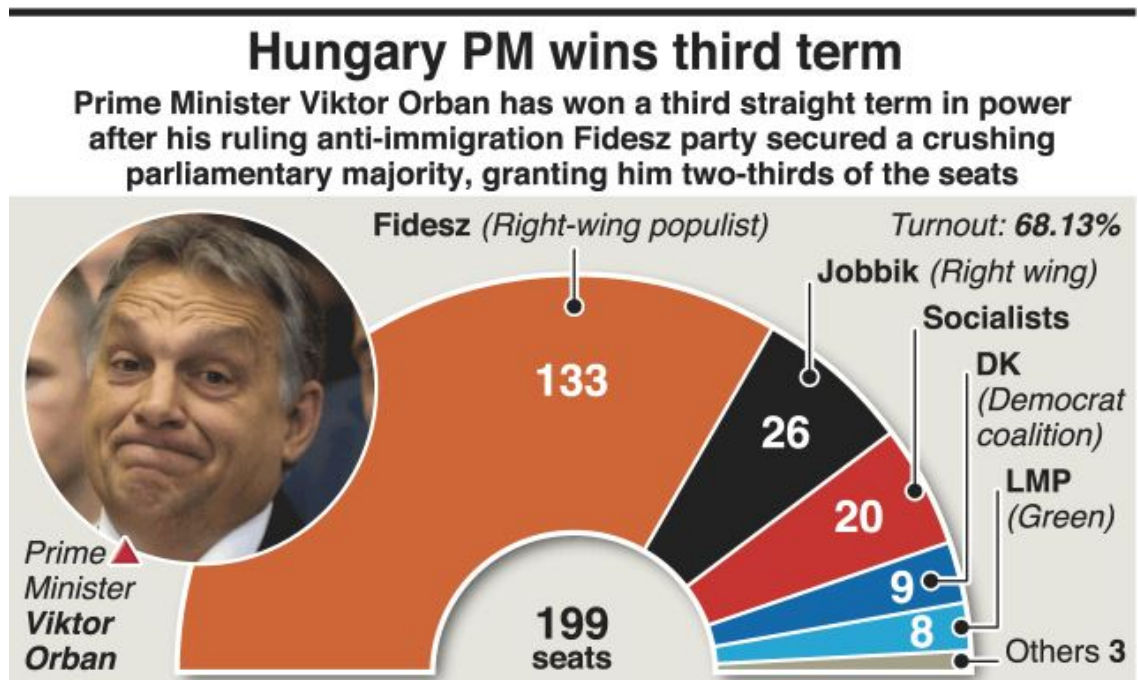 Hungary PM wins third term
Prime Minister Viktor Orban has won a third straight term in power
after his ruling anti-immigration Fidesz party secured a crushing
parliamentary majority, granting him two-thirds of the seats
Fidesz (Right-wing populist)
Turnout: 68.13%
Jobbik (Right wing)
Socialists
DK
(Democrat
coalition)
LMP
(Green)
133
26
20
9
8
Others 3
199
seats
Prime
Minister
Viktor
Orban